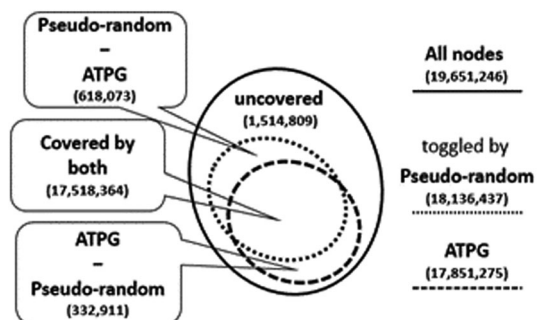 Pseudo-random
–
ATPG
(618,073)
Covered by
both
(17,518,364)
ATPG
–
Pseudo-random
(332,911)
uncovered
(1,514,809)
All nodes
(19,651,246)
toggled by
Pseudo-random
(18,136,437)
ATPG
(17,851,275)